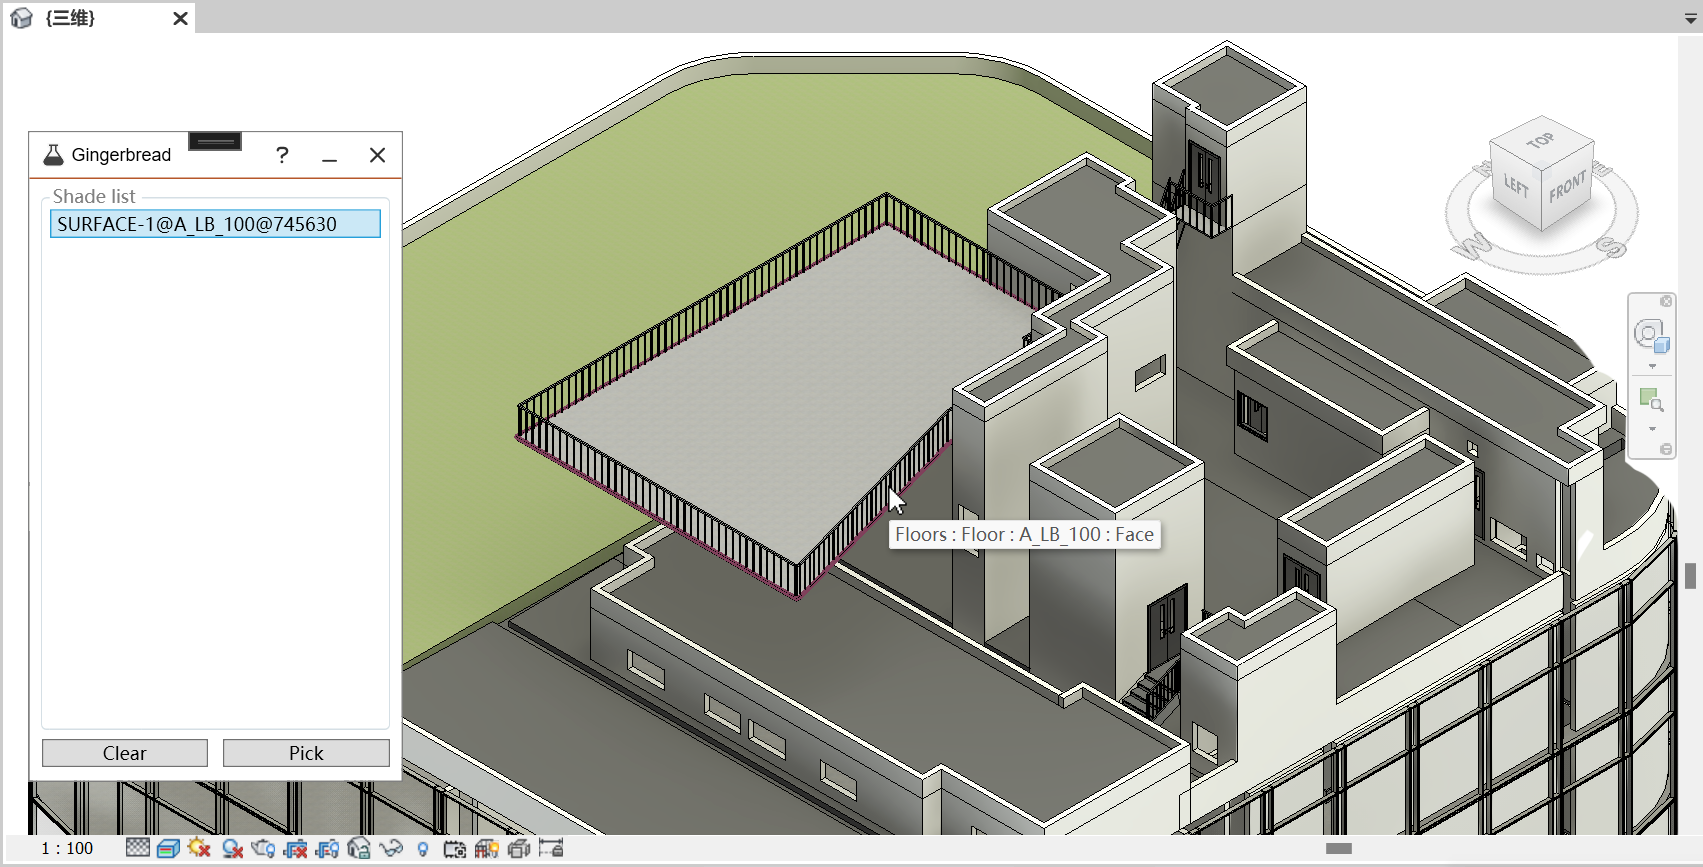 {三维}
Gingerbread
?
Shade list
SURFACE-1@A_LB_100@745630
Clear
Pick
TOP
LEFT
FRONT
W
S
Floors : Floor : A_LB_100 : Face
1 : 100